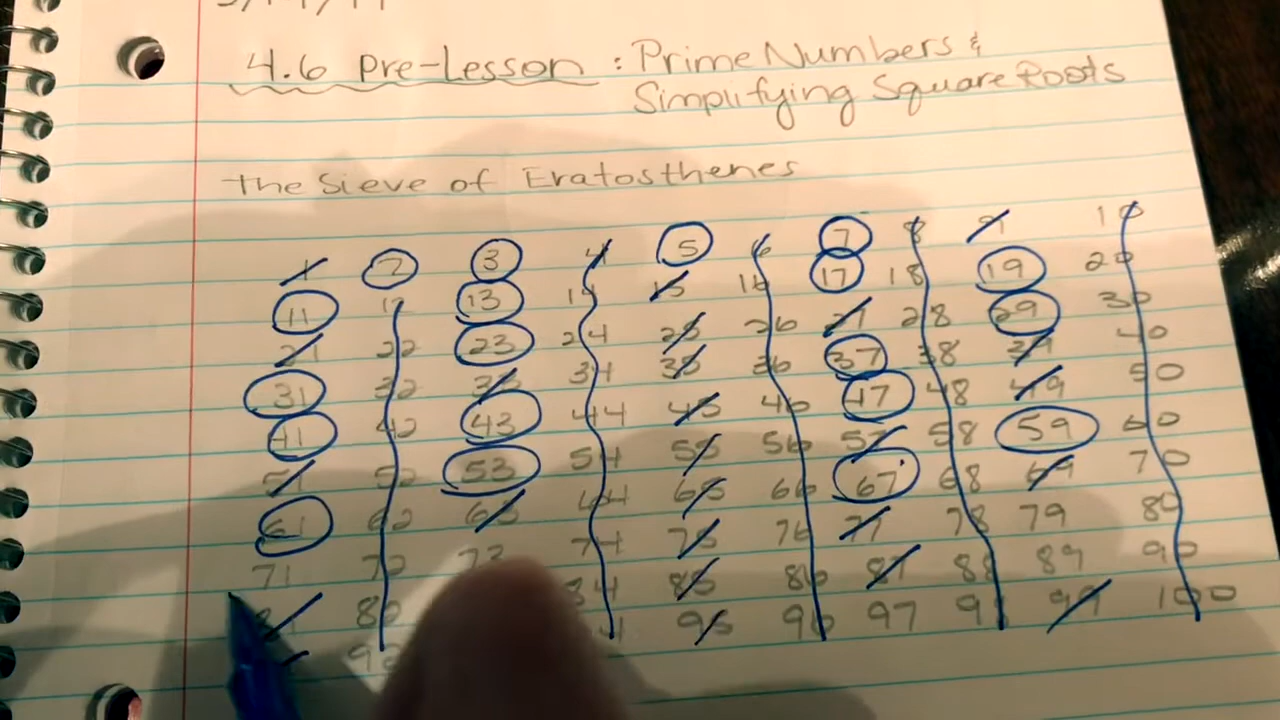 4.6 Pre-Lesson : Prime Numbers &
Simplifying Square Roots
The Sieve of Eratosthenes
1 2 3 4 5 6 7 8 9 10
11 12 13 14 15 16 17 18 19 20
21 22 23 24 25 26 27 28 29 30
31 32 33 34 35 36 37 38 39 40
41 42 43 44 45 46 47 48 49 50
51 52 53 54 55 56 57 58 59 60
61 62 63 64 65 66 67 68 69 70
71 72 73 74 75 76 77 78 79 80
82 84 85 86 87 88 89 90
92 95 96 97 98 99 100